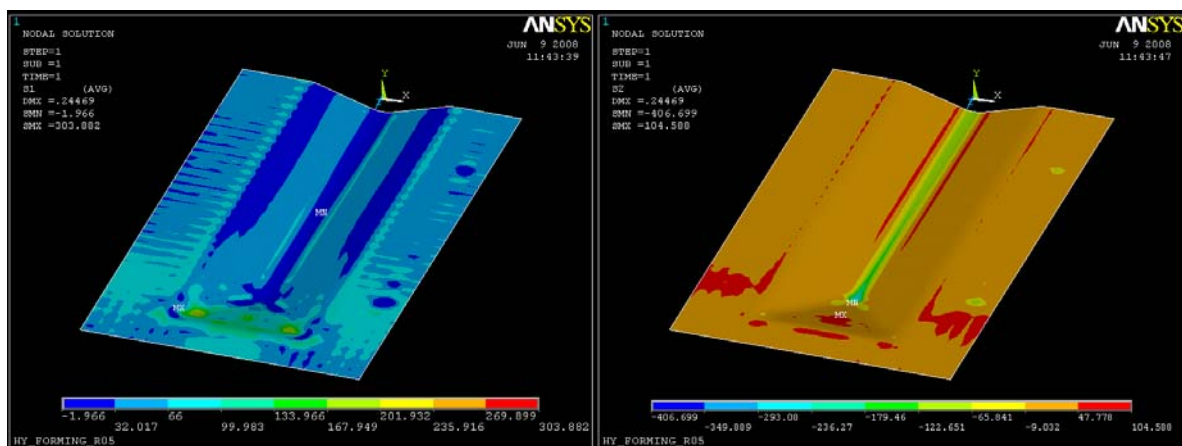 1
ANSYS
NODAL SOLUTION
JUN 9 2008
11:43:39
STEP=1
SUB =1
TIME=1
S1 (AVG)
DMX =.24469
SMN =-1.966
SMX =303.882
Y
X
MN
MX
-1.966 66 133.966 201.932 269.899
32.017 99.983 167.949 235.916 303.882
HY_FORMING_R05
1
ANSYS
NODAL SOLUTION
JUN 9 2008
11:43:47
STEP=1
SUB =1
TIME=1
S2 (AVG)
DMX =.24469
SMN =-406.699
SMX =104.588
Y
X
MN
MX
-406.699 -293.08 -179.46 -65.841 47.778
-349.889 -236.27 -122.651 -9.032 104.588
HY_FORMING_R05